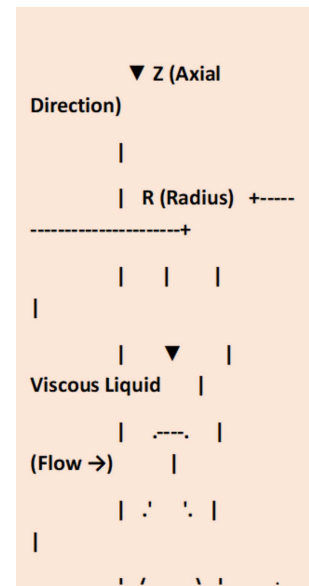 ▼ Z (Axial
Direction)
|
| R (Radius) +-----
----------------------+
| | |
|
| ▼ |
Viscous Liquid |
| .----. |
(Flow →) |
| .' '. |
|